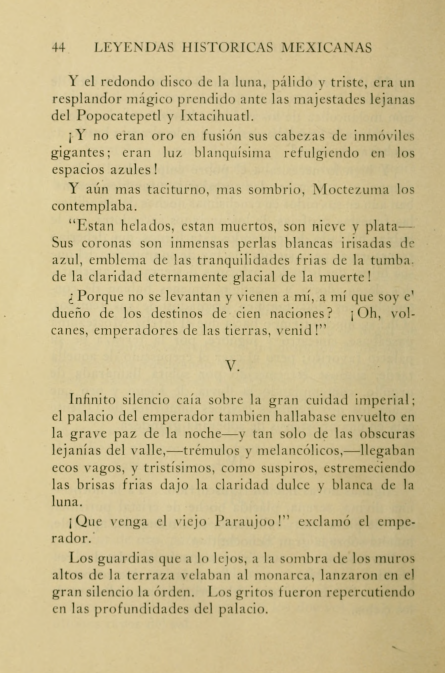 44 LEYENDAS HISTORICAS MEXICANAS
Y el redondo disco de la luna, pálido y triste, era un
resplandor mágico prendido ante las majestades lejanas
del Popocatepetl y Ixtacihuatl.
¡Y no eran oro en fusión sus cabezas de inmóviles
gigantes; eran luz blanquísima refulgiendo en los
espacios azules!
Y aún mas taciturno, mas sombrio, Moctezuma los
contemplaba.
“Estan helados, estan muertos, son nieve y plata—
Sus coronas son inmensas perlas blancas irisadas de
azul, emblema de las tranquilidades frias de la tumba.
de la claridad eternamente glacial de la muerte!
¿Porque no se levantan y vienen a mí, a mí que soy e'
dueño de los destinos de cien naciones? ¡Oh, vol-
canes, emperadores de las tierras, venid!”
V.
Infinito silencio caía sobre la gran cuidad imperial;
el palacio del emperador tambien hallabase envuelto en
la grave paz de la noche—y tan solo de las obscuras
lejanías del valle,—trémulos y melancólicos,—llegaban
ecos vagos, y tristísimos, como suspiros, estremeciendo
las brisas frias dajo la claridad dulce y blanca de la
luna.
¡Que venga el viejo Paraujoo!” exclamó el empe-
rador.
Los guardias que a lo lejos, a la sombra de los muros
altos de la terraza velaban al monarca, lanzaron en el
gran silencio la órden. Los gritos fueron repercutiendo
en las profundidades del palacio.